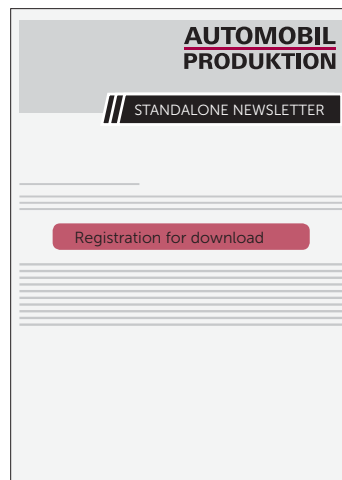 AUTOMOBIL
PRODUKTION
STANDALONE NEWSLETTER
Registration for download